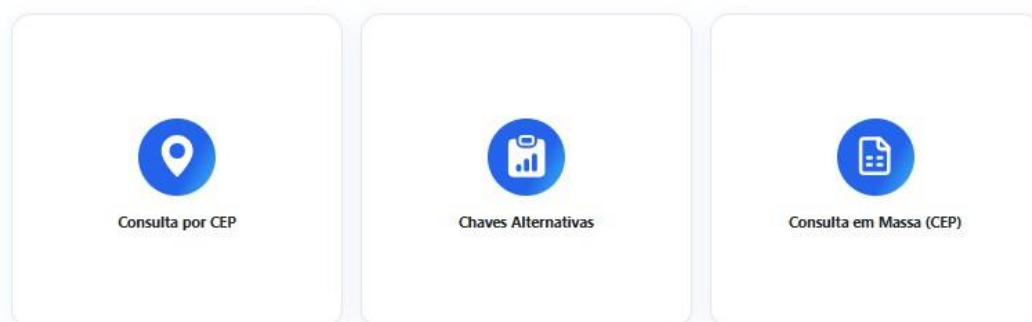 Consulta por CEP
Chaves Alternativas
Consulta em Massa (CEP)